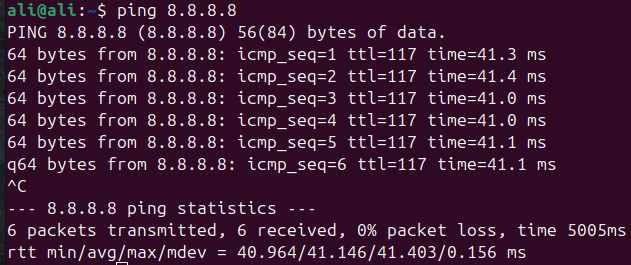 ali@ali:~$ ping 8.8.8.8
PING 8.8.8.8 (8.8.8.8) 56(84) bytes of data.
64 bytes from 8.8.8.8: icmp_seq=1 ttl=117 time=41.3 ms
64 bytes from 8.8.8.8: icmp_seq=2 ttl=117 time=41.4 ms
64 bytes from 8.8.8.8: icmp_seq=3 ttl=117 time=41.0 ms
64 bytes from 8.8.8.8: icmp_seq=4 ttl=117 time=41.0 ms
64 bytes from 8.8.8.8: icmp_seq=5 ttl=117 time=41.1 ms
q64 bytes from 8.8.8.8: icmp_seq=6 ttl=117 time=41.1 ms
^C
--- 8.8.8.8 ping statistics ---
6 packets transmitted, 6 received, 0% packet loss, time 5005ms
rtt min/avg/max/mdev = 40.964/41.146/41.403/0.156 ms